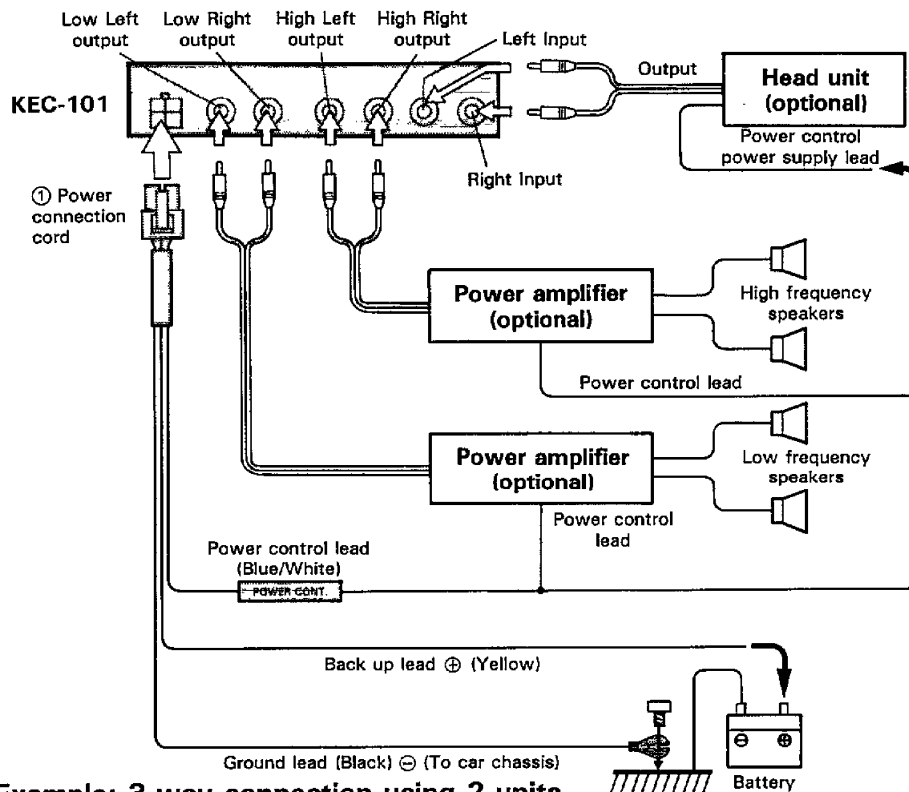 Low Left output
Low Right output
High Left output
High Right output
Left Input
KEC-101
Output
Head unit (optional)
Power control power supply lead
Right Input
① Power connection cord
Power amplifier (optional)
High frequency speakers
Power control lead
Power amplifier (optional)
Low frequency speakers
Power control lead
Power control lead (Blue/White)
POWER CONT.
Back up lead ⊕ (Yellow)
Ground lead (Black) ⊖ (To car chassis)
⊖ ⊕
Battery
Example: 3-way connection using 2 units